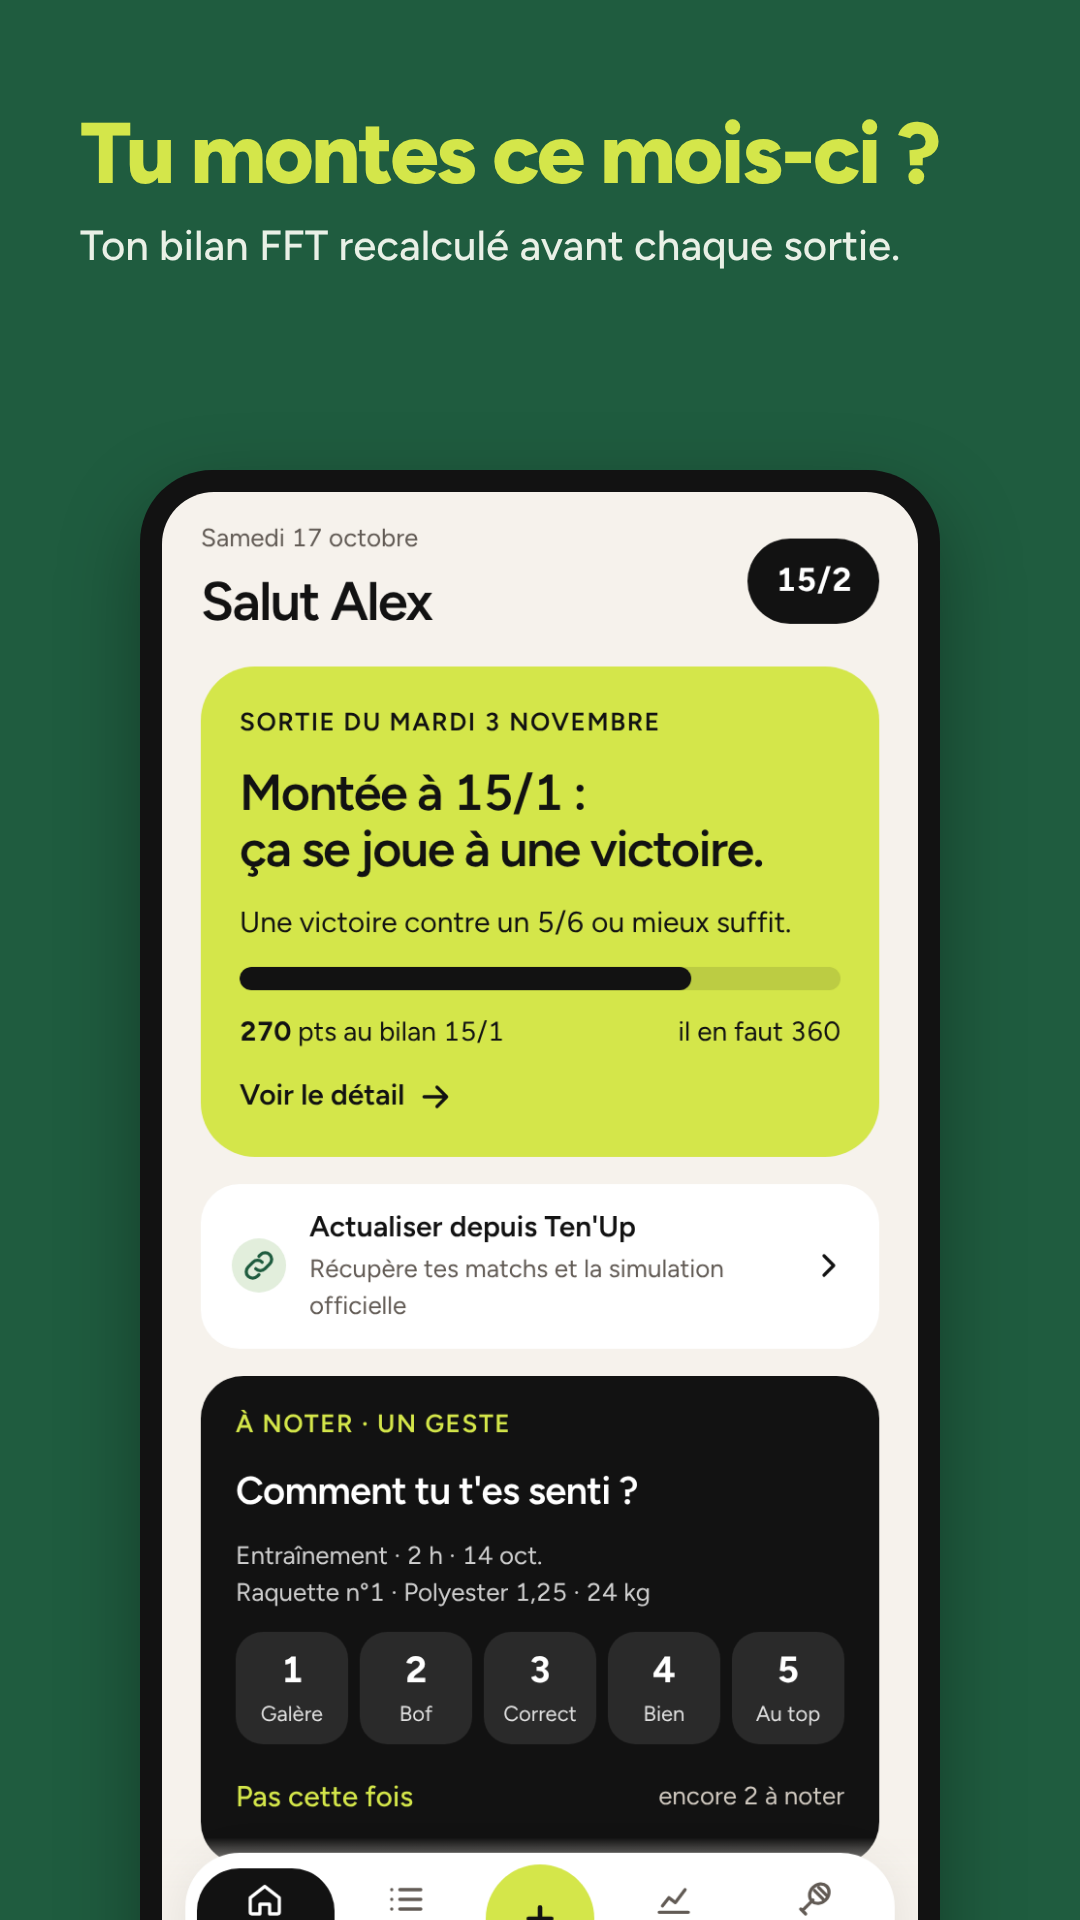 Tu montes ce mois-ci ?
Ton bilan FFT recalculé avant chaque sortie.
Samedi 17 octobre
Salut Alex
15/2
SORTIE DU MARDI 3 NOVEMBRE
Montée à 15/1 :
ça se joue à une victoire.
Une victoire contre un 5/6 ou mieux suffit.
270 pts au bilan 15/1
il en faut 360
Voir le détail →
Actualiser depuis Ten'Up
Récupère tes matchs et la simulation
officielle
À NOTER · UN GESTE
Comment tu t'es senti ?
Entraînement · 2 h · 14 oct.
Raquette n°1 · Polyester 1,25 · 24 kg
1 2 3 4 5
Galère Bof Correct Bien Au top
Pas cette fois
encore 2 à noter